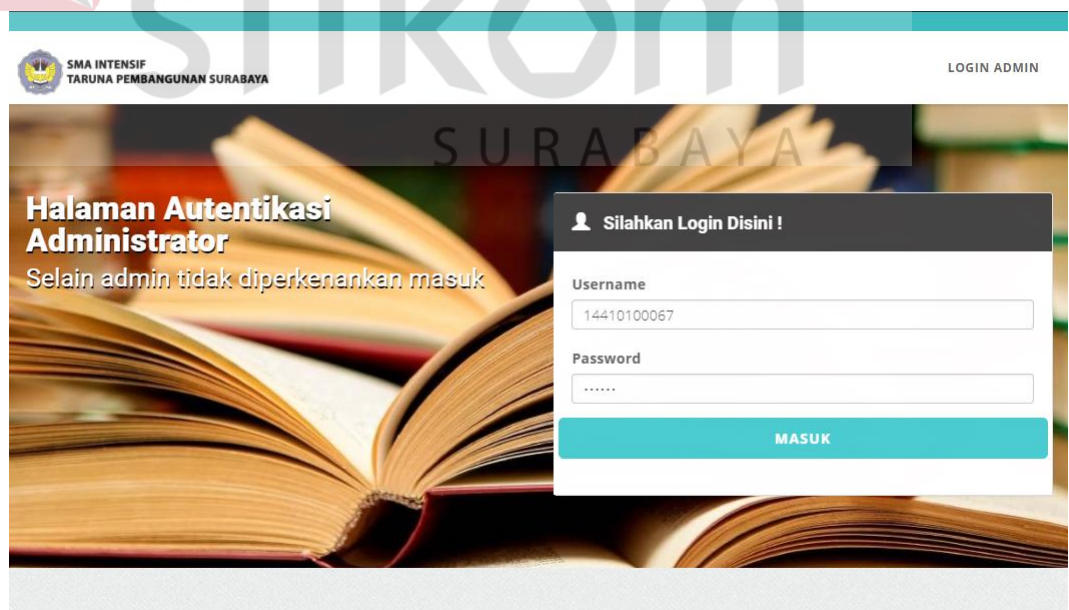 stikom
SURABAYA
SMA INTENSIF
TARUNA PEMBANGUNAN SURABAYA
LOGIN ADMIN
Halaman Autentikasi
Administrator
Selain admin tidak diperkenankan masuk
Silahkan Login Disini !
Username
14410100067
Password
......
MASUK